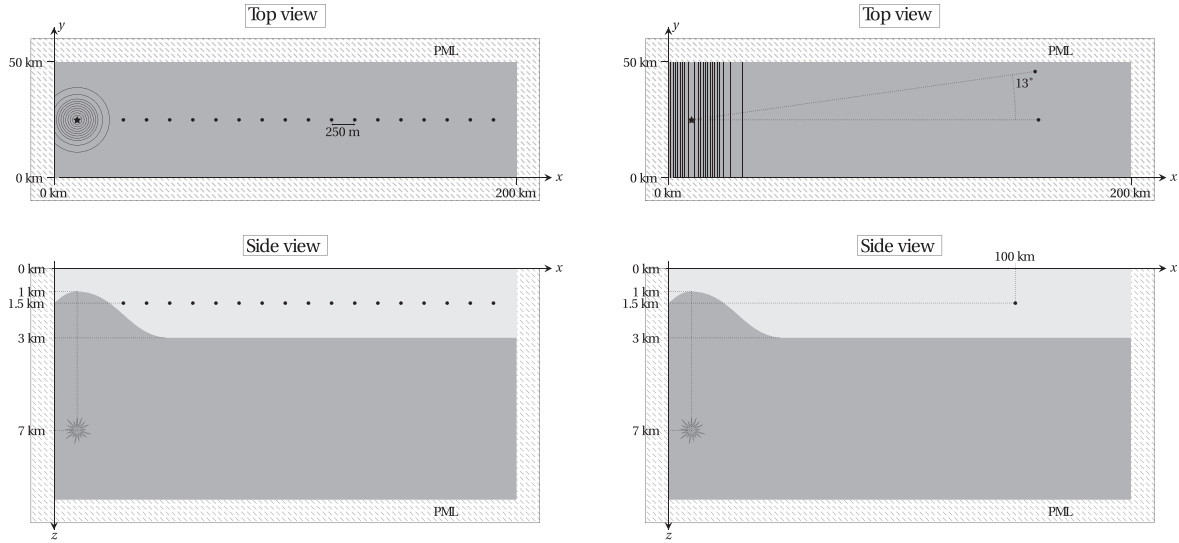 Top view
y
PML
50 km
250 m
0 km
x
0 km
200 km
Side view
0 km
x
1 km
1.5 km
3 km
7 km
PML
z
Top view
y
PML
50 km
13°
0 km
x
0 km
200 km
Side view
100 km
0 km
x
1 km
1.5 km
3 km
7 km
PML
z